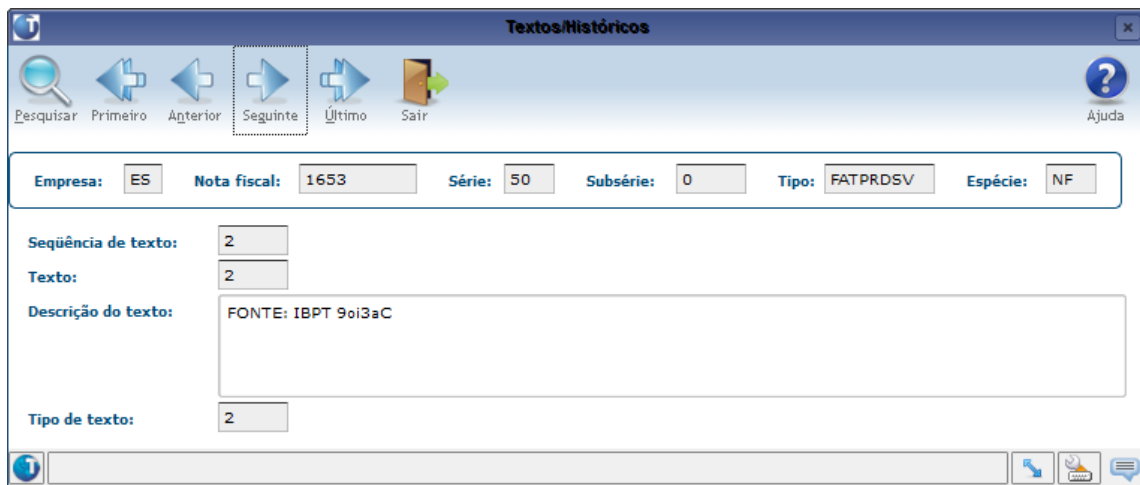 Textos/Históricos
Pesquisar Primeiro Anterior Seguinte Último Sair Ajuda
Empresa: ES Nota fiscal: 1653 Série: 50 Subsérie: 0 Tipo: FATPRDSV Espécie: NF
Seqüência de texto: 2
Texto: 2
Descrição do texto: FONTE: IBPT 9oi3aC
Tipo de texto: 2